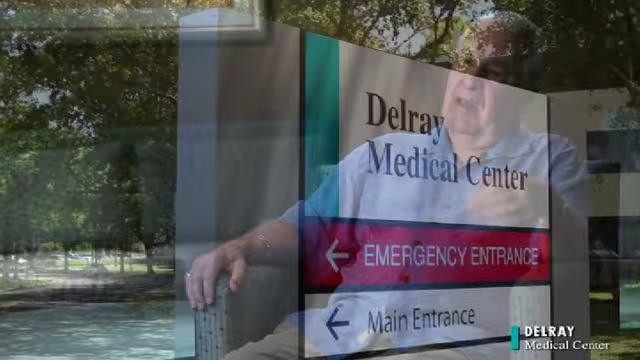 Delray
Medical Center
← EMERGENCY ENTRANCE
← Main Entrance
DELRAY
Medical Center